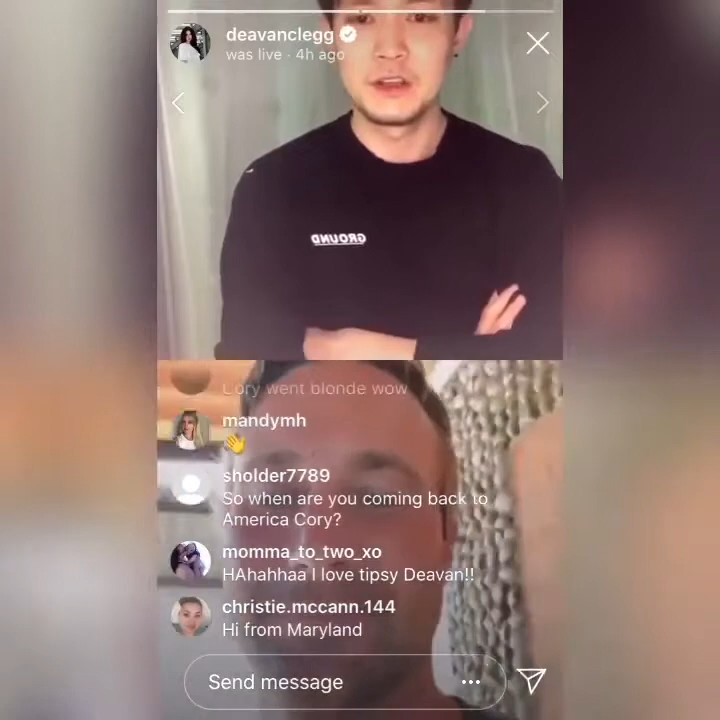 deavanclegg
was live · 4h ago
GROUND
Cory went blonde wow
mandymh
👋
sholder7789
So when are you coming back to
America Cory?
momma_to_two_xo
HAhahhaa I love tipsy Deavan!!
christie.mccann.144
Hi from Maryland
Send message